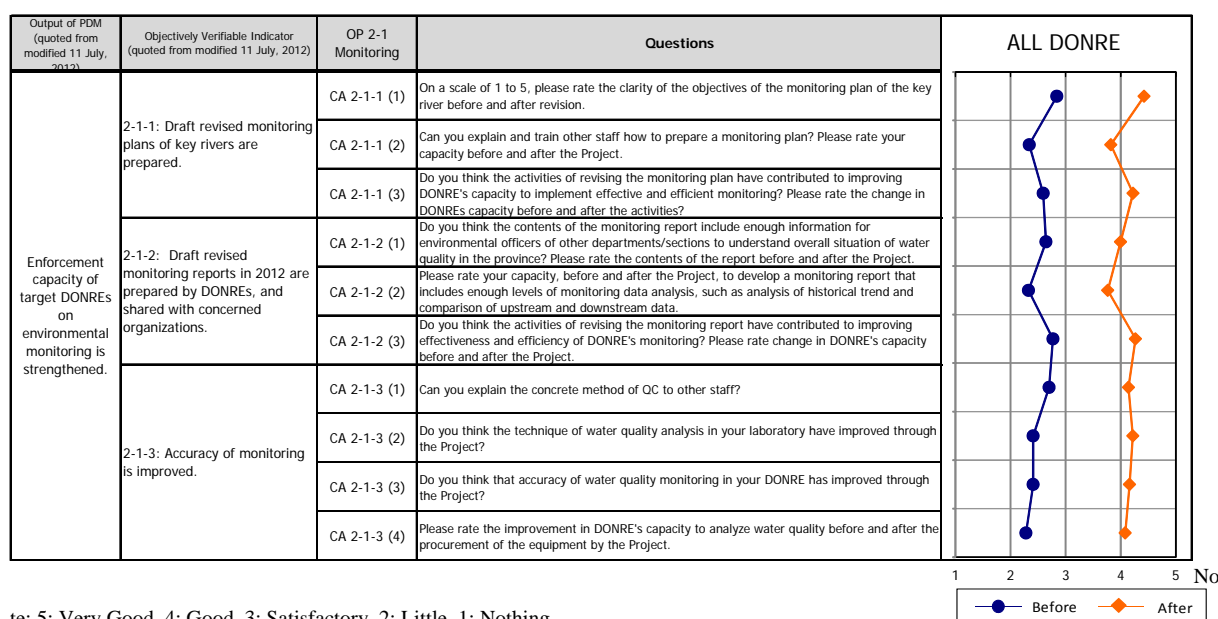 Output of PDM
(quoted from
modified 11 July,
2012)
Objectively Verifiable Indicator
(quoted from modified 11 July, 2012)
OP 2-1
Monitoring
Questions
ALL DONRE
Enforcement
capacity of
target DONREs
on
environmental
monitoring is
strengthened.
2-1-1: Draft revised monitoring
plans of key rivers are
prepared.
CA 2-1-1 (1)
On a scale of 1 to 5, please rate the clarity of the objectives of the monitoring plan of the key
river before and after revision.
CA 2-1-1 (2)
Can you explain and train other staff how to prepare a monitoring plan? Please rate your
capacity before and after the Project.
CA 2-1-1 (3)
Do you think the activities of revising the monitoring plan have contributed to improving
DONRE's capacity to implement effective and efficient monitoring? Please rate the change in
DONREs capacity before and after the activities?
2-1-2: Draft revised
monitoring reports in 2012 are
prepared by DONREs, and
shared with concerned
organizations.
CA 2-1-2 (1)
Do you think the contents of the monitoring report include enough information for
environmental officers of other departments/sections to understand overall situation of water
quality in the province? Please rate the contents of the report before and after the Project.
CA 2-1-2 (2)
Please rate your capacity, before and after the Project, to develop a monitoring report that
includes enough levels of monitoring data analysis, such as analysis of historical trend and
comparison of upstream and downstream data.
CA 2-1-2 (3)
Do you think the activities of revising the monitoring report have contributed to improving
effectiveness and efficiency of DONRE's monitoring? Please rate change in DONRE's capacity
before and after the Project.
2-1-3: Accuracy of monitoring
is improved.
CA 2-1-3 (1)
Can you explain the concrete method of QC to other staff?
CA 2-1-3 (2)
Do you think the technique of water quality analysis in your laboratory have improved through
the Project?
CA 2-1-3 (3)
Do you think that accuracy of water quality monitoring in your DONRE has improved through
the Project?
CA 2-1-3 (4)
Please rate the improvement in DONRE's capacity to analyze water quality before and after the
procurement of the equipment by the Project.
1 2 3 4 5
No
te: 5: Very Good, 4: Good, 3: Satisfactory, 2: Little, 1: Nothing
Before After